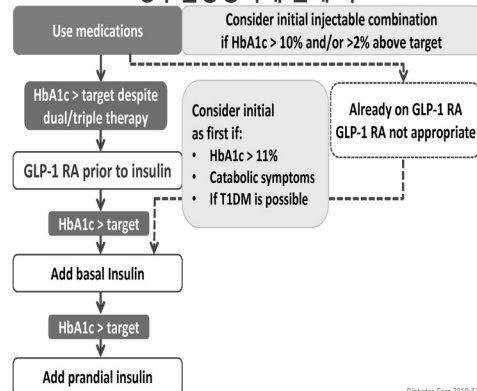 Use medications
Consider initial injectable combination
if HbA1c > 10% and/or >2% above target
HbA1c > target despite
dual/triple therapy
Consider initial
as first if:
• HbA1c > 11%
• Catabolic symptoms
• If T1DM is possible
Already on GLP-1 RA
GLP-1 RA not appropriate
GLP-1 RA prior to insulin
HbA1c > target
Add basal Insulin
HbA1c > target
Add prandial insulin